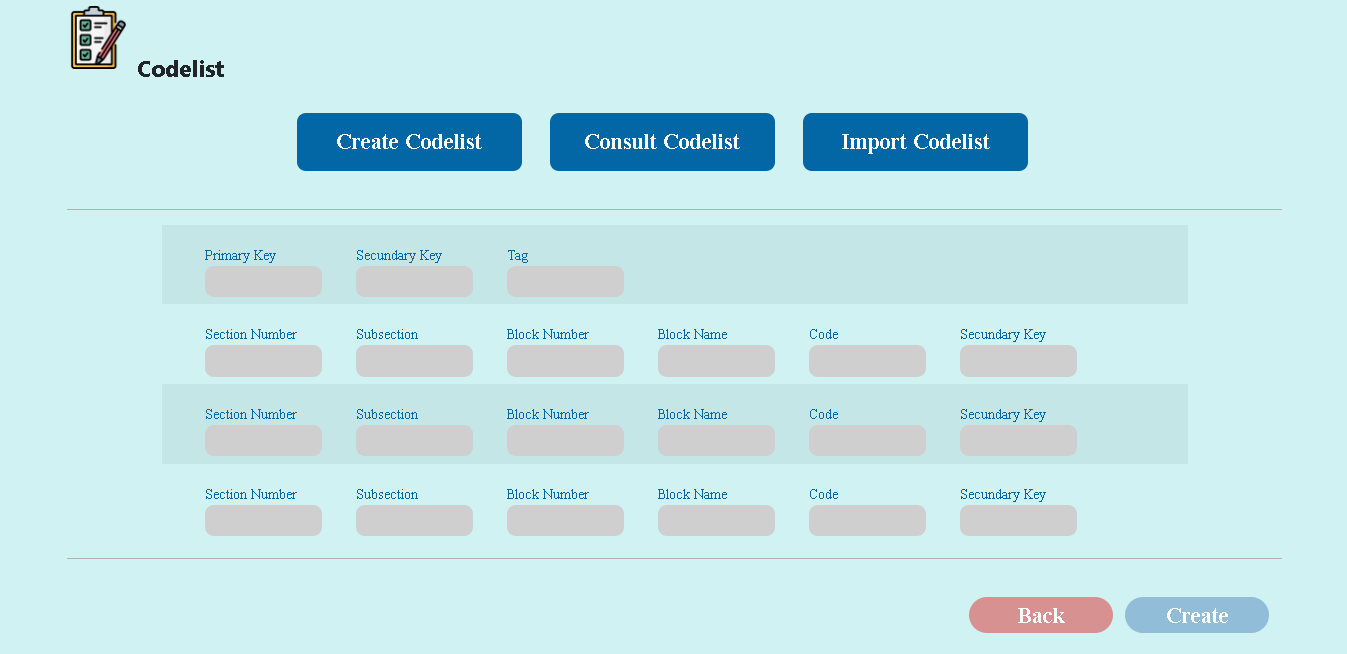 Codelist
Create Codelist Consult Codelist Import Codelist
Primary Key Secundary Key Tag
Section Number Subsection Block Number Block Name Code Secundary Key
Section Number Subsection Block Number Block Name Code Secundary Key
Section Number Subsection Block Number Block Name Code Secundary Key
Back Create